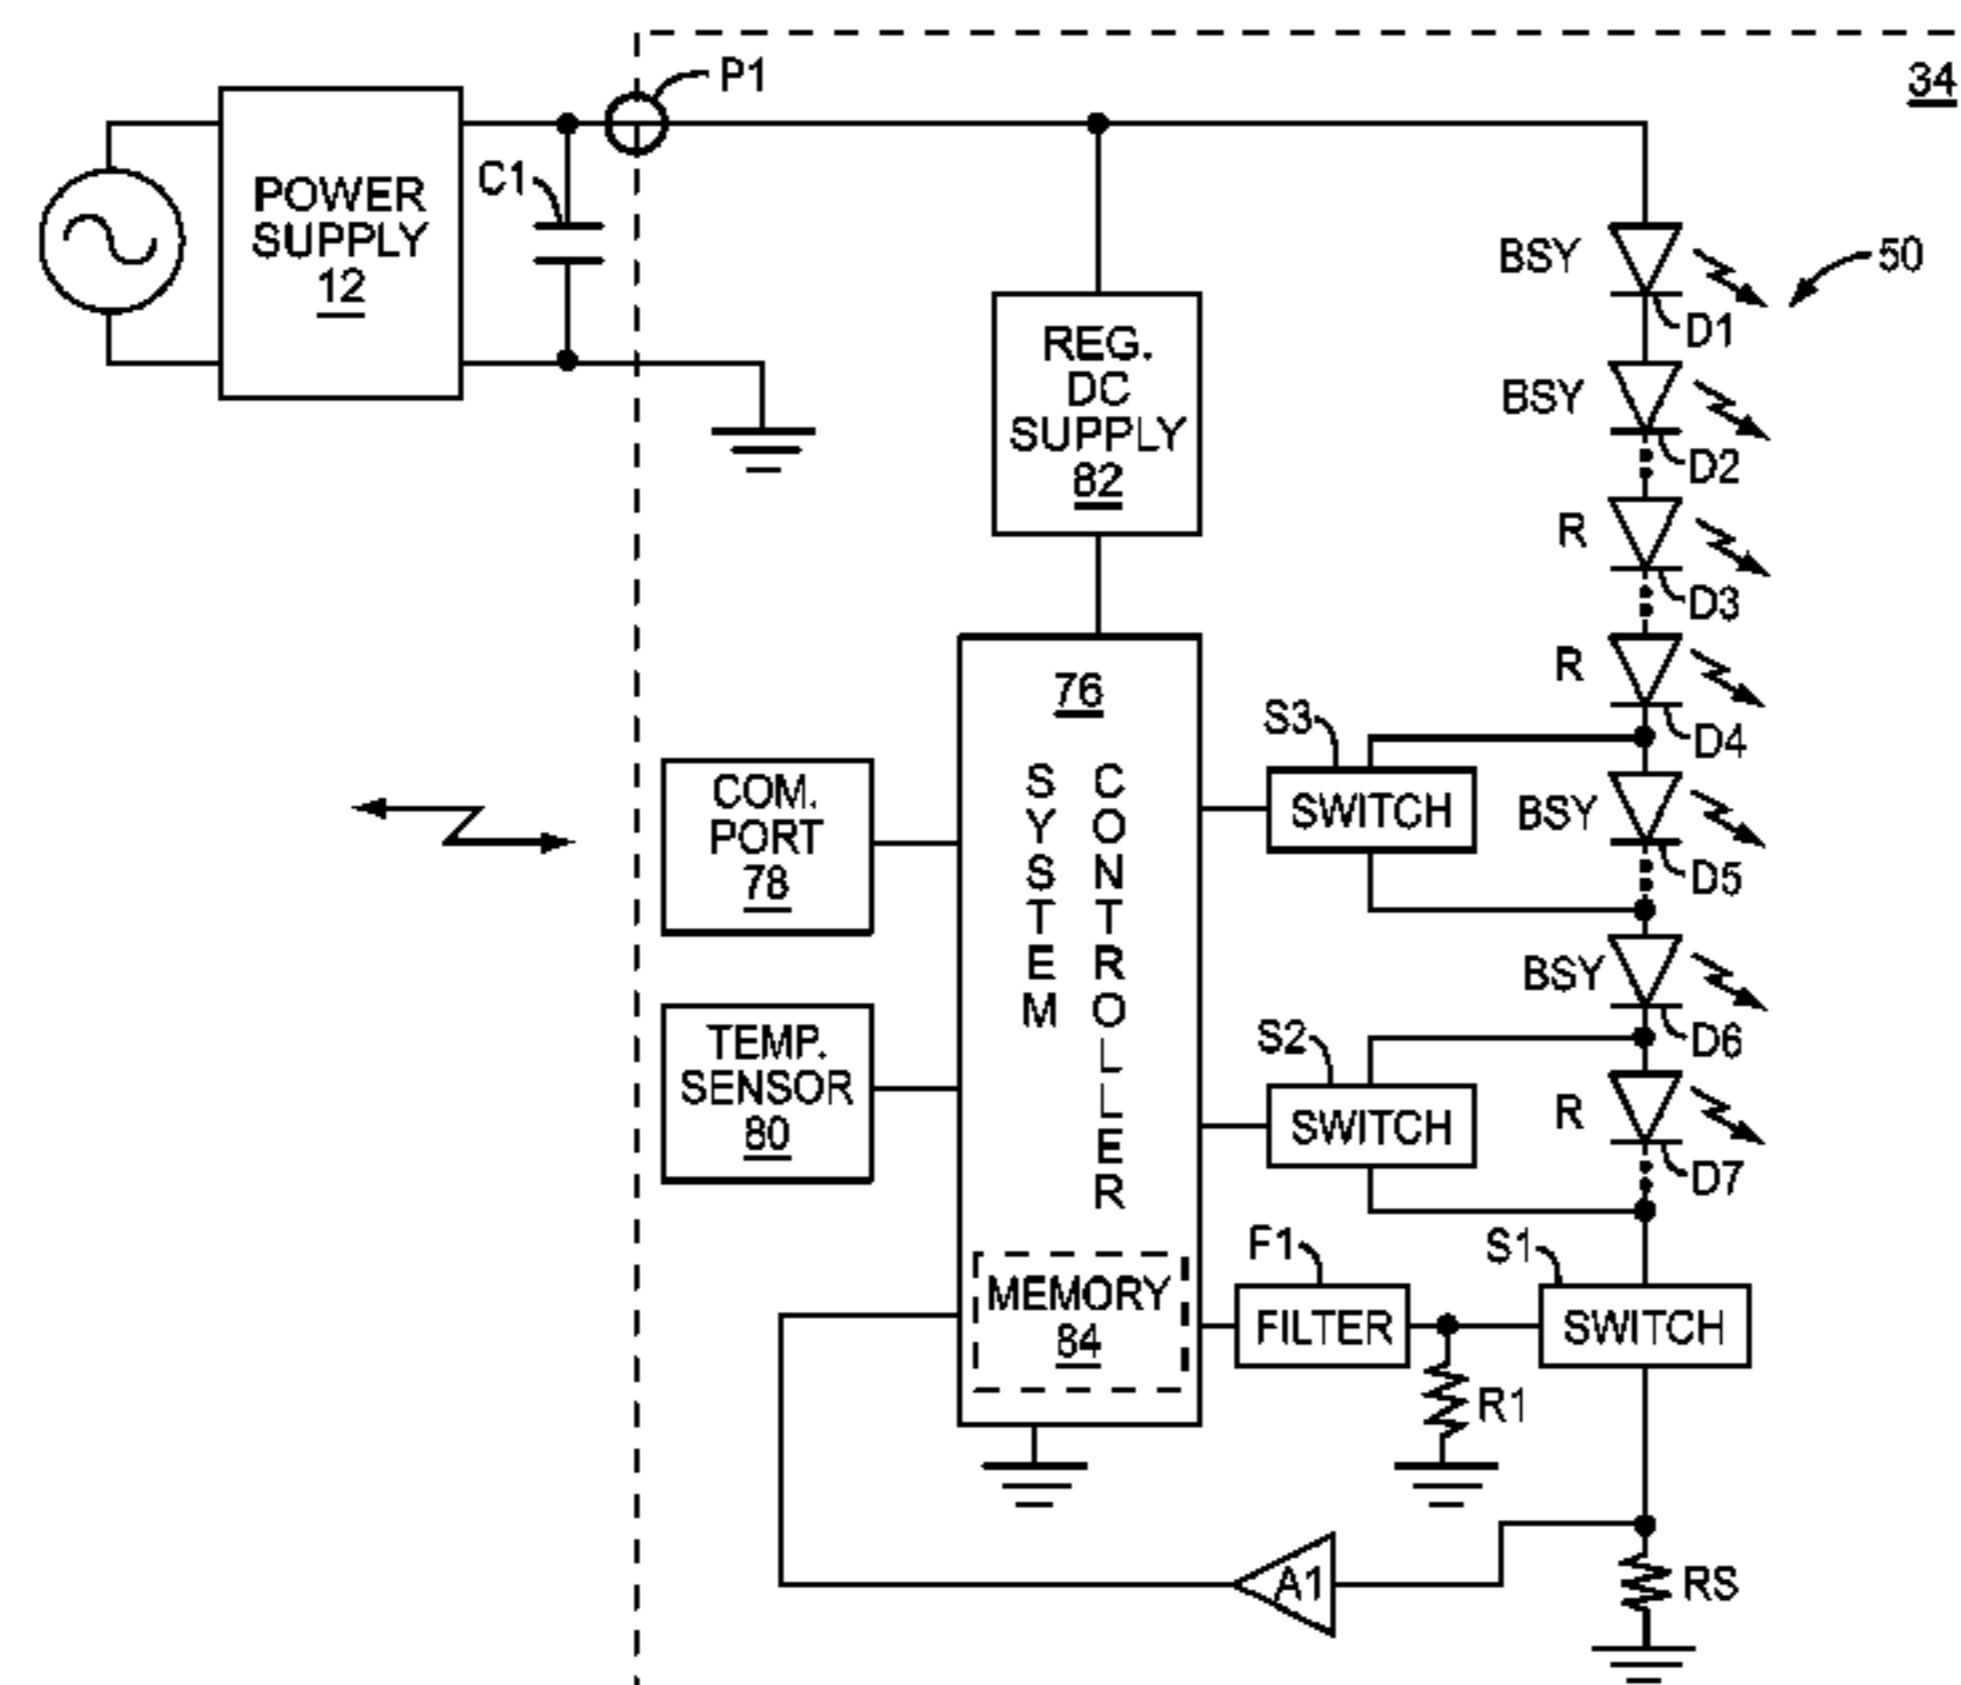 P1
34
POWER
SUPPLY
12
C1
BSY
50
D1
REG.
DC
SUPPLY
82
BSY
D2
R
D3
R
D4
76
SYSTEM
CONTROLLER
S3
SWITCH
BSY
D5
COM.
PORT
78
BSY
D6
TEMP.
SENSOR
80
S2
SWITCH
R
D7
MEMORY
84
F1
FILTER
S1
SWITCH
R1
A1
RS